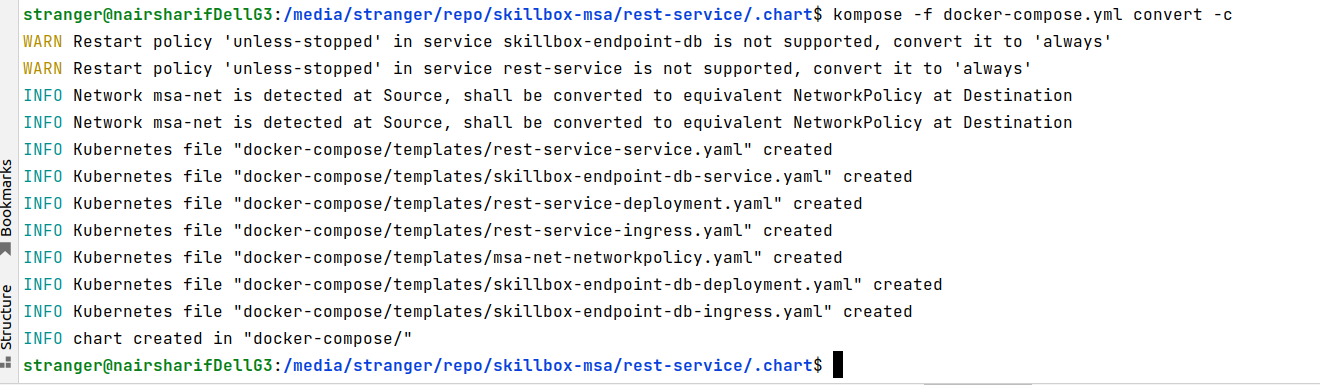 stranger@nairsharifDellG3:/media/stranger/repo/skillbox-msa/rest-service/.chart$ kompose -f docker-compose.yml convert -c
WARN Restart policy 'unless-stopped' in service skillbox-endpoint-db is not supported, convert it to 'always'
WARN Restart policy 'unless-stopped' in service rest-service is not supported, convert it to 'always'
INFO Network msa-net is detected at Source, shall be converted to equivalent NetworkPolicy at Destination
INFO Network msa-net is detected at Source, shall be converted to equivalent NetworkPolicy at Destination
INFO Kubernetes file "docker-compose/templates/rest-service-service.yaml" created
INFO Kubernetes file "docker-compose/templates/skillbox-endpoint-db-service.yaml" created
INFO Kubernetes file "docker-compose/templates/rest-service-deployment.yaml" created
INFO Kubernetes file "docker-compose/templates/rest-service-ingress.yaml" created
INFO Kubernetes file "docker-compose/templates/msa-net-networkpolicy.yaml" created
INFO Kubernetes file "docker-compose/templates/skillbox-endpoint-db-deployment.yaml" created
INFO Kubernetes file "docker-compose/templates/skillbox-endpoint-db-ingress.yaml" created
INFO chart created in "docker-compose/"
stranger@nairsharifDellG3:/media/stranger/repo/skillbox-msa/rest-service/.chart$
Bookmarks
Structure